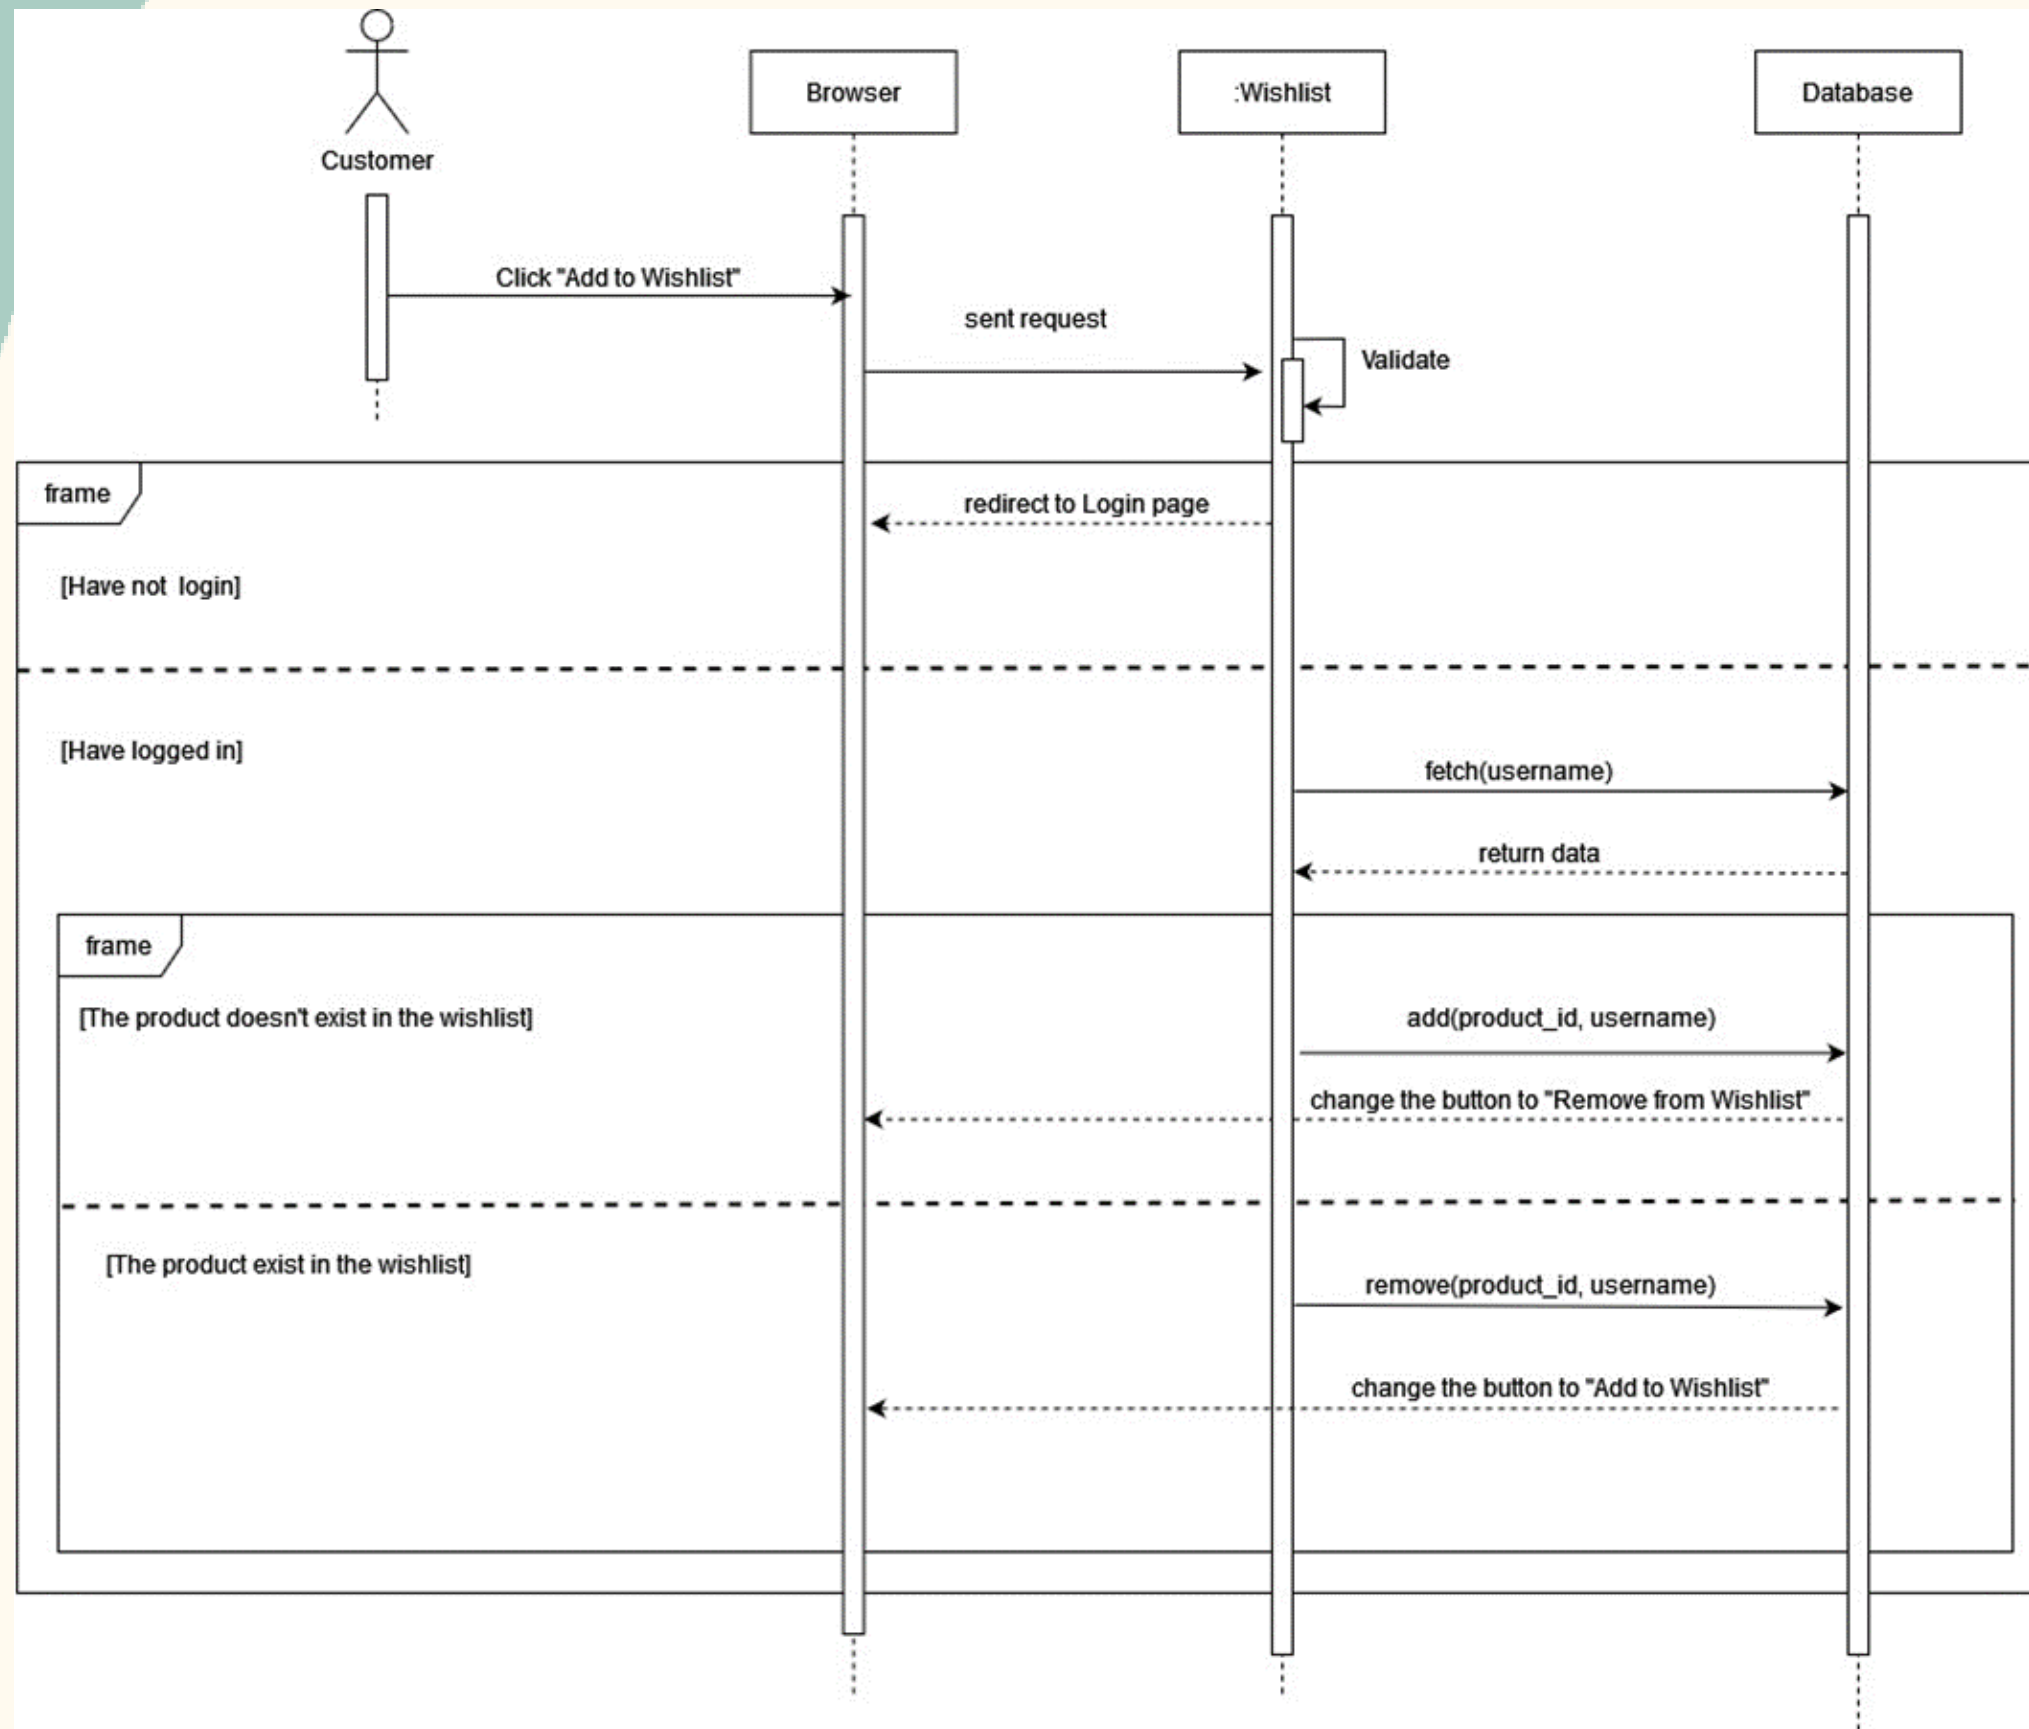 Customer
Browser
:Wishlist
Database
Click "Add to Wishlist"
sent request
Validate
frame
redirect to Login page
[Have not login]
[Have logged in]
fetch(username)
return data
frame
[The product doesn't exist in the wishlist]
add(product_id, username)
change the button to "Remove from Wishlist"
[The product exist in the wishlist]
remove(product_id, username)
change the button to "Add to Wishlist"